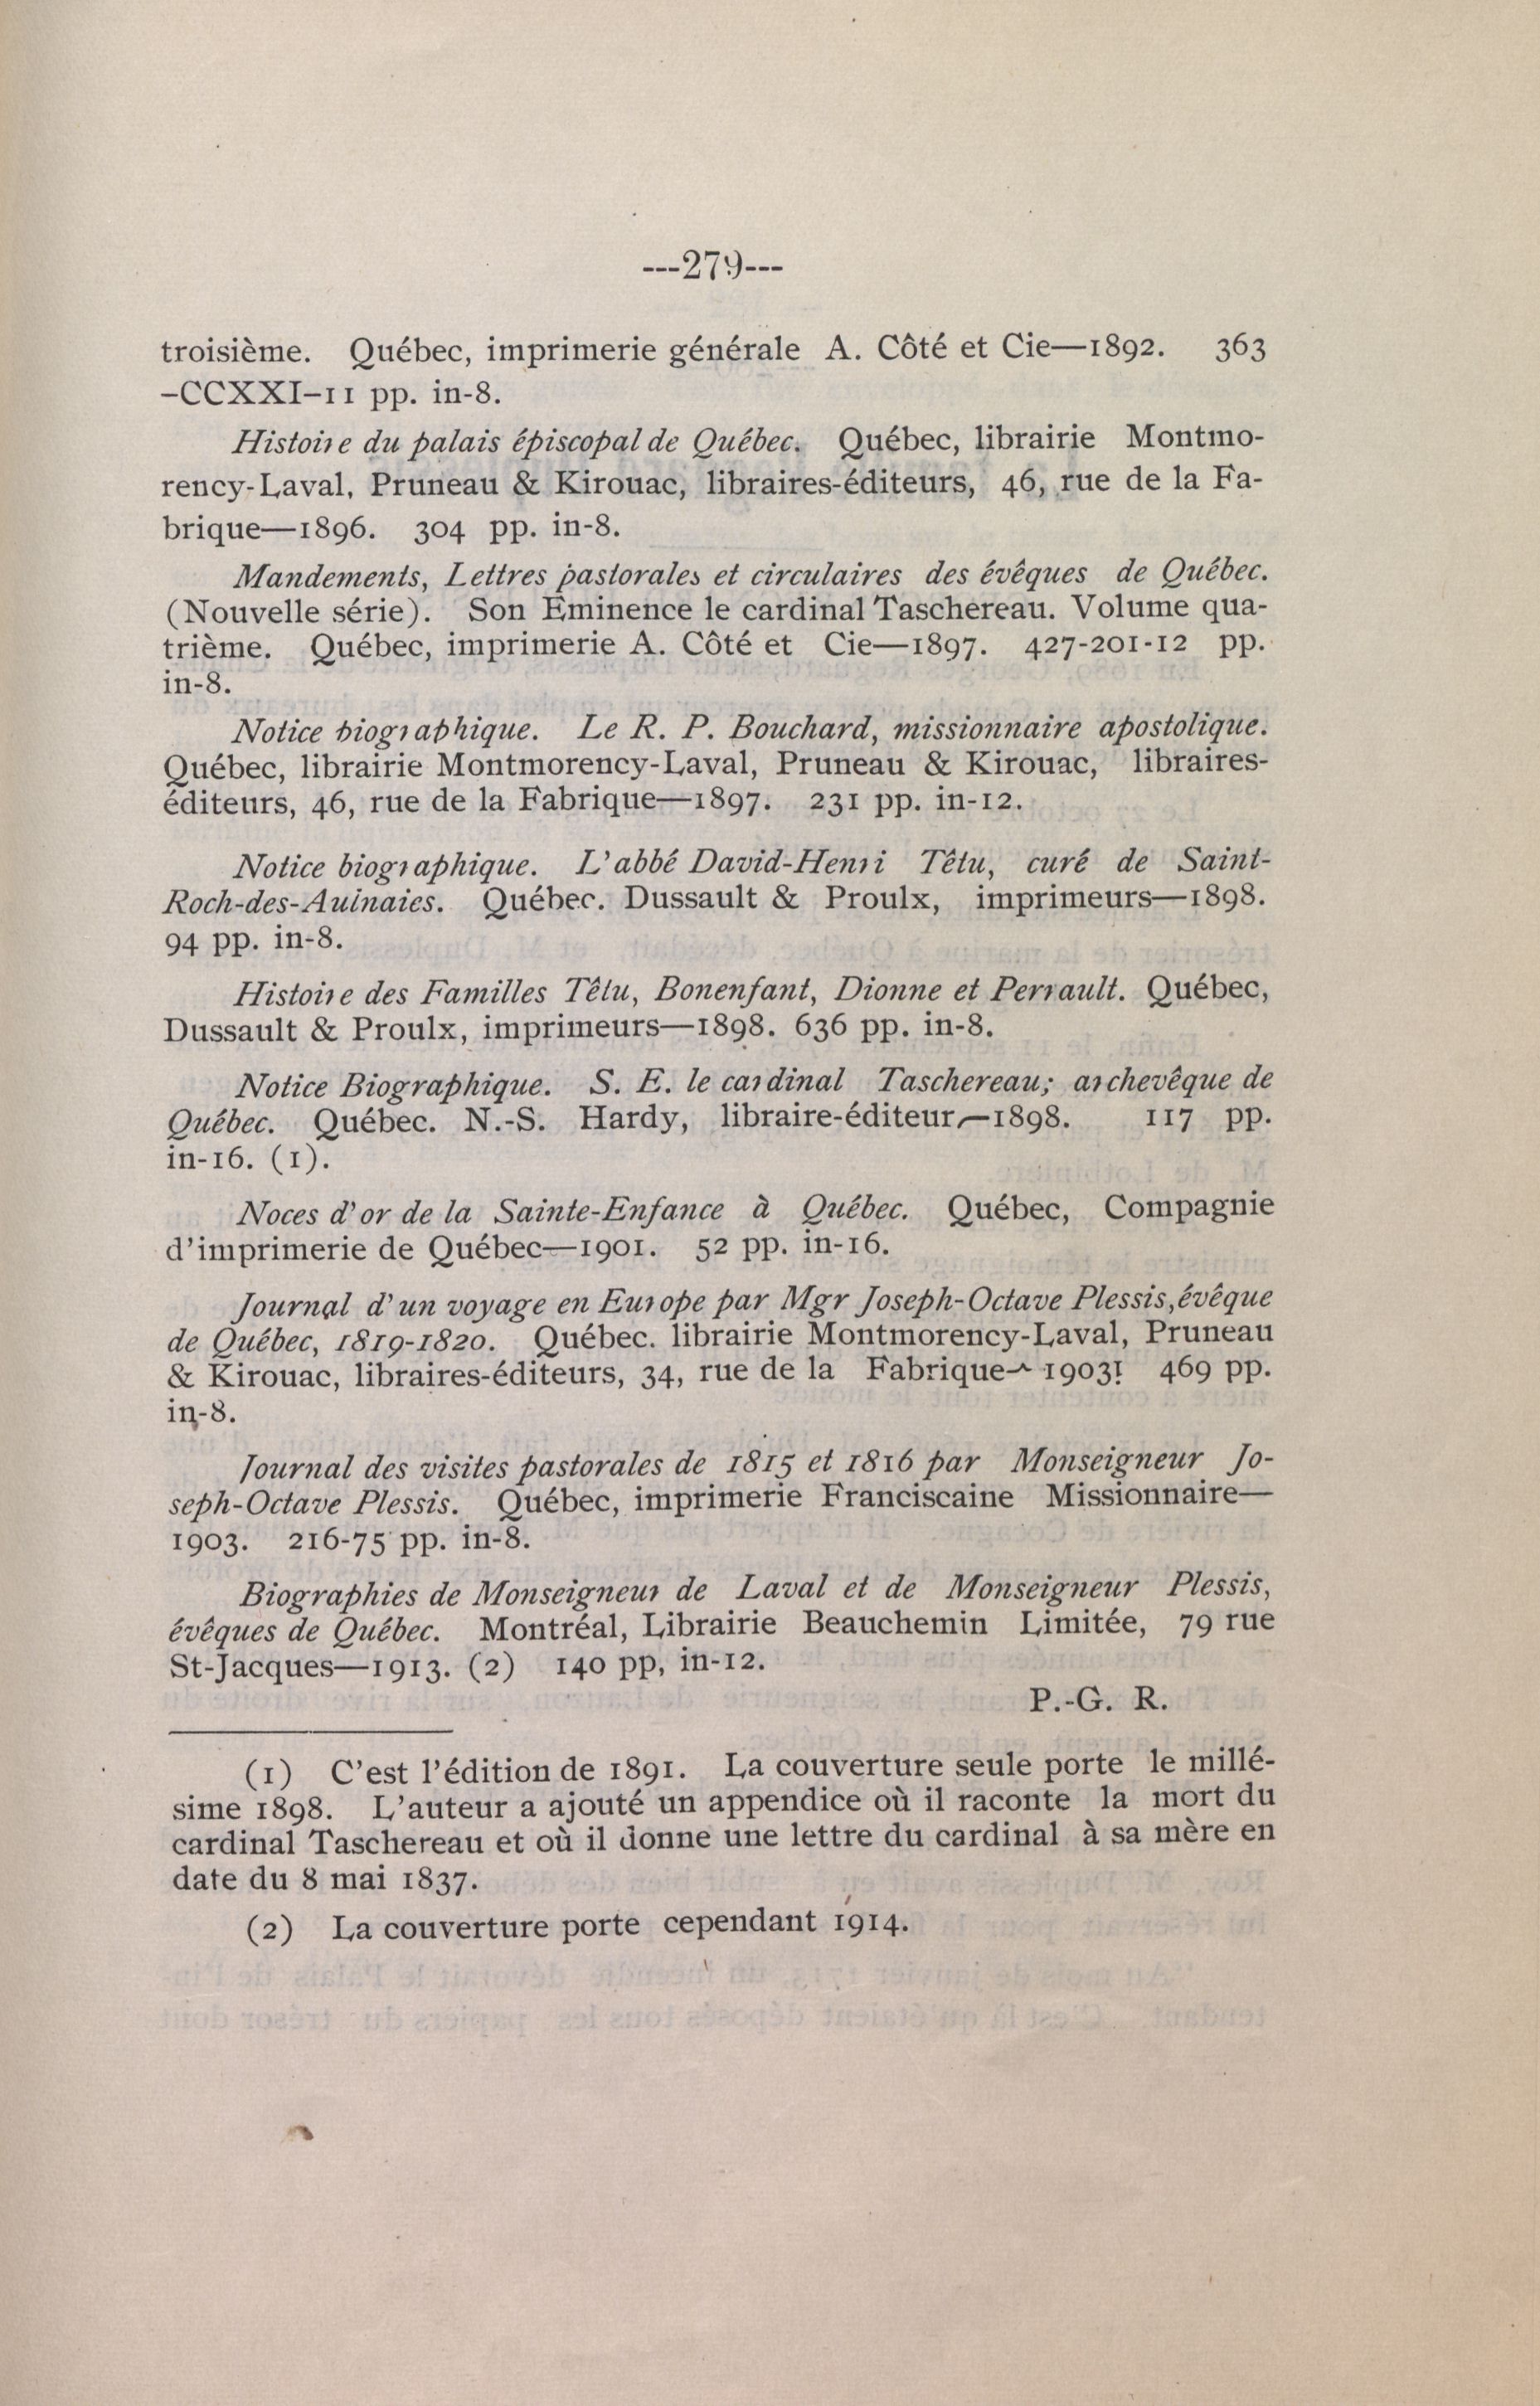 ---279---
troisième. Québec, imprimerie générale A. Côté et Cie—1892. 363
-CCXXI-11 pp. in-8.
Histoire du palais épiscopal de Québec. Québec, librairie Montmo-
rency-Laval, Pruneau & Kirouac, libraires-éditeurs, 46, rue de la Fa-
brique—1896. 304 pp. in-8.
Mandements, Lettres pastorales et circulaires des évêques de Québec.
(Nouvelle série). Son Eminence le cardinal Taschereau. Volume qua-
trième. Québec, imprimerie A. Côté et Cie—1897. 427-201-12 pp.
in-8.
Notice biographique. Le R. P. Bouchard, missionnaire apostolique.
Québec, librairie Montmorency-Laval, Pruneau & Kirouac, libraires-
éditeurs, 46, rue de la Fabrique—1897. 231 pp. in-12.
Notice biographique. L'abbé David-Henri Têtu, curé de Saint-
Roch-des-Aulnaies. Québec. Dussault & Proulx, imprimeurs—1898.
94 pp. in-8.
Histoire des Familles Têtu, Bonenfant, Dionne et Perrault. Québec,
Dussault & Proulx, imprimeurs—1898. 636 pp. in-8.
Notice Biographique. S. E. le cardinal Taschereau; archevêque de
Québec. Québec. N.-S. Hardy, libraire-éditeur,—1898. 117 pp.
in-16. (1).
Noces d'or de la Sainte-Enfance à Québec. Québec, Compagnie
d'imprimerie de Québec—1901. 52 pp. in-16.
Journal d'un voyage en Europe par Mgr Joseph-Octave Plessis, évêque
de Québec, 1819-1820. Québec. librairie Montmorency-Laval, Pruneau
& Kirouac, libraires-éditeurs, 34, rue de la Fabrique—1903! 469 pp.
in-8.
Journal des visites pastorales de 1815 et 1816 par Monseigneur Jo-
seph-Octave Plessis. Québec, imprimerie Franciscaine Missionnaire—
1903. 216-75 pp. in-8.
Biographies de Monseigneur de Laval et de Monseigneur Plessis,
évêques de Québec. Montréal, Librairie Beauchemin Limitée, 79 rue
St-Jacques—1913. (2) 140 pp, in-12.
P.-G. R.
(1) C'est l'édition de 1891. La couverture seule porte le millé-
sime 1898. L'auteur a ajouté un appendice où il raconte la mort du
cardinal Taschereau et où il donne une lettre du cardinal à sa mère en
date du 8 mai 1837.
(2) La couverture porte cependant 1914.